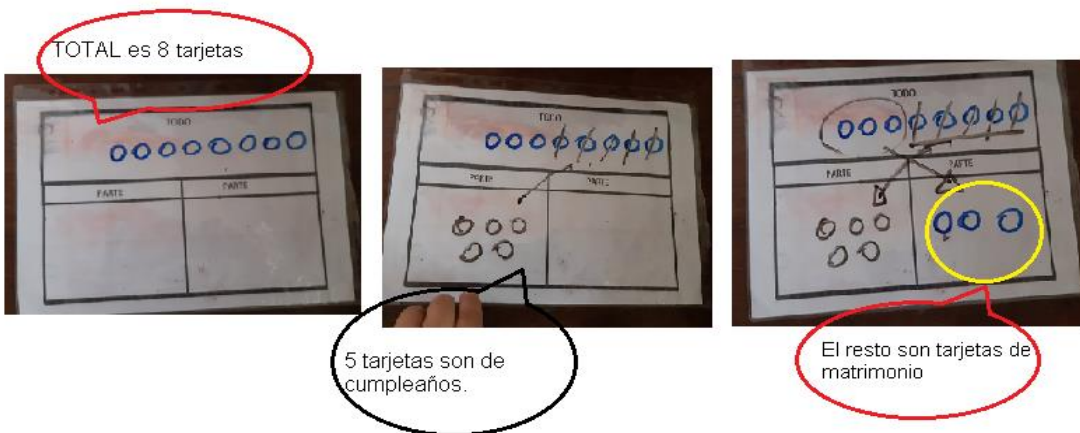 TOTAL es 8 tarjetas
TODO
PARTE
PARTE
TODO
PARTE
PARTE
5 tarjetas son de
cumpleaños.
TODO
PARTE
PARTE
El resto son tarjetas de
matrimonio